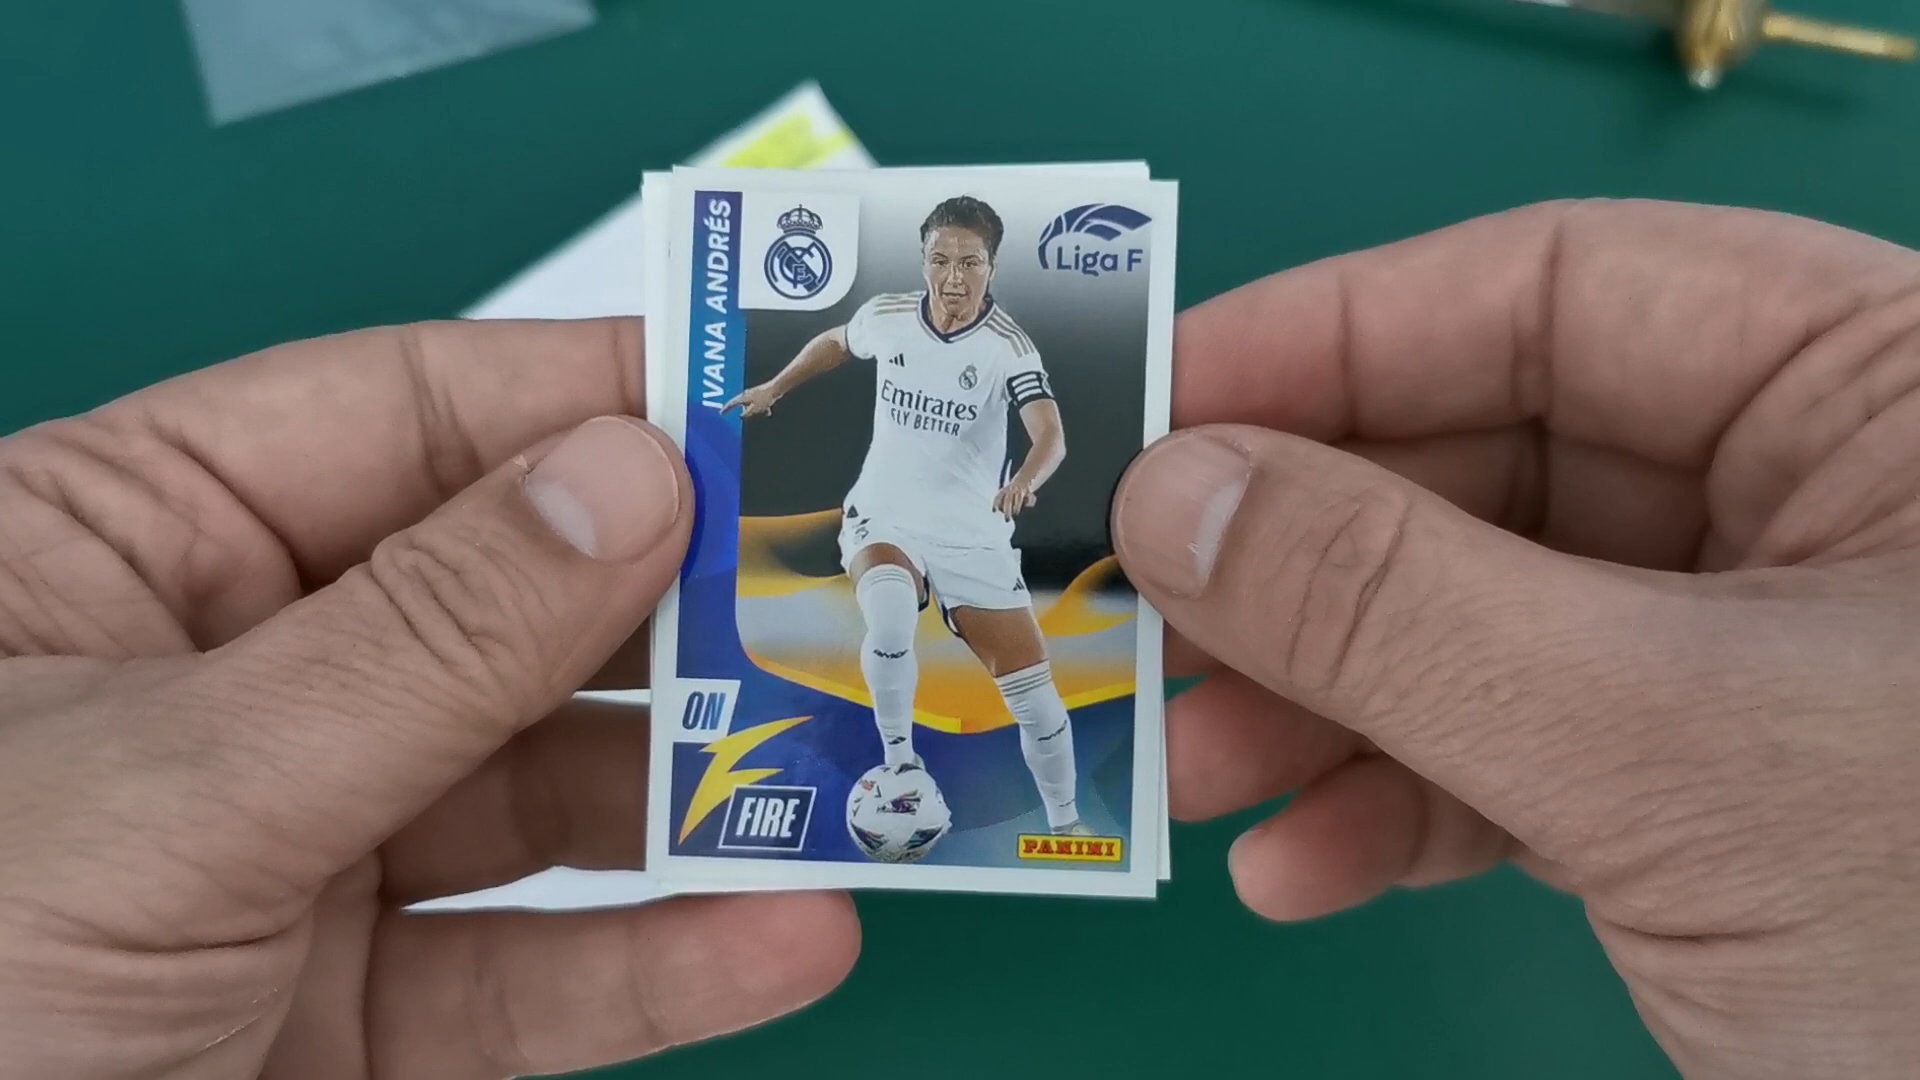 IVANA ANDRÉS
Liga F
Emirates
FLY BETTER
ON
FIRE
PANINI